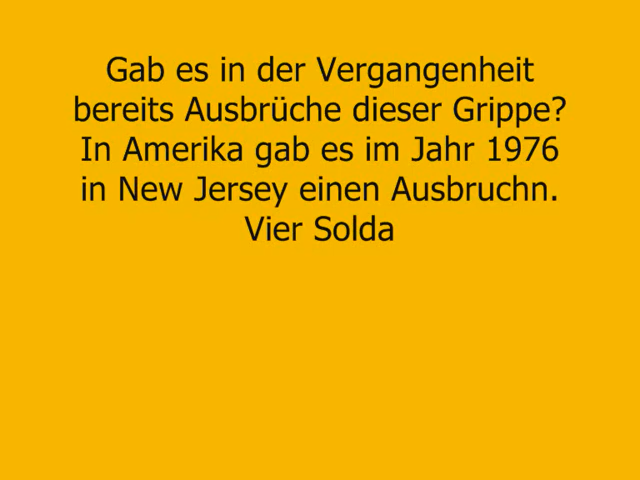 Gab es in der Vergangenheit
bereits Ausbrüche dieser Grippe?
In Amerika gab es im Jahr 1976
in New Jersey einen Ausbruchn.
Vier Solda